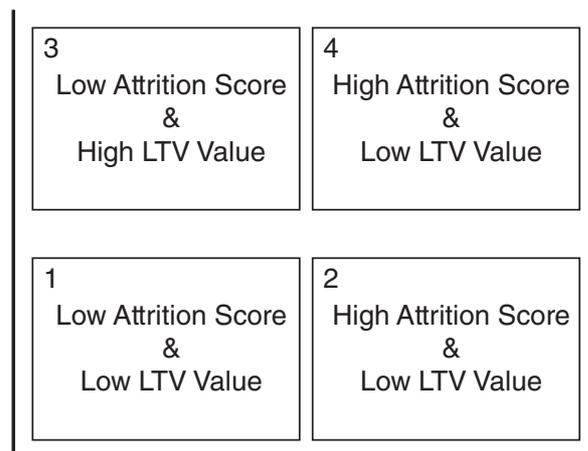 3
Low Attrition Score
&
High LTV Value
4
High Attrition Score
&
Low LTV Value
1
Low Attrition Score
&
Low LTV Value
2
High Attrition Score
&
Low LTV Value